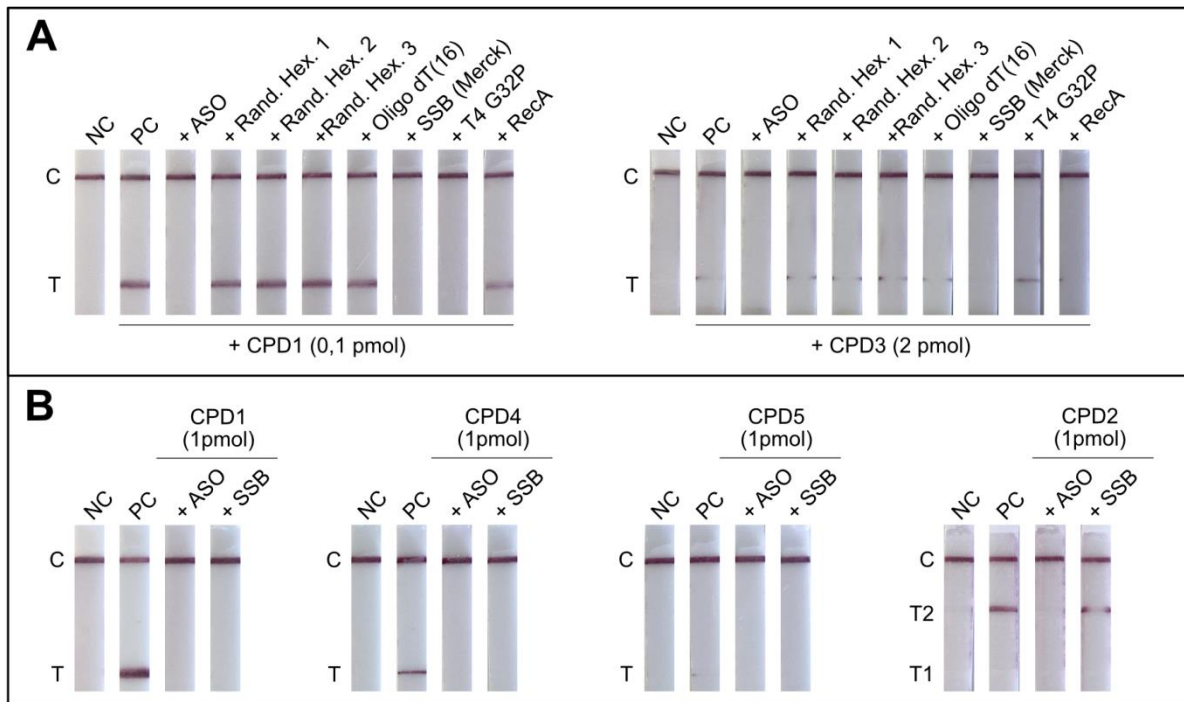 A
NC
PC
+ ASO
+ Rand. Hex. 1
+ Rand. Hex. 2
+Rand. Hex. 3
+ Oligo dT(16)
+ SSB (Merck)
+ T4 G32P
+ RecA
C
T
+ CPD1 (0,1 pmol)
NC
PC
+ ASO
+ Rand. Hex. 1
+ Rand. Hex. 2
+Rand. Hex. 3
+ Oligo dT(16)
+ SSB (Merck)
+ T4 G32P
+ RecA
C
T
+ CPD3 (2 pmol)
B
CPD1
(1pmol)
NC
PC
+ ASO
+ SSB
C
T
CPD4
(1pmol)
NC
PC
+ ASO
+ SSB
C
T
CPD5
(1pmol)
NC
PC
+ ASO
+ SSB
C
T
CPD2
(1pmol)
NC
PC
+ ASO
+ SSB
C
T2
T1